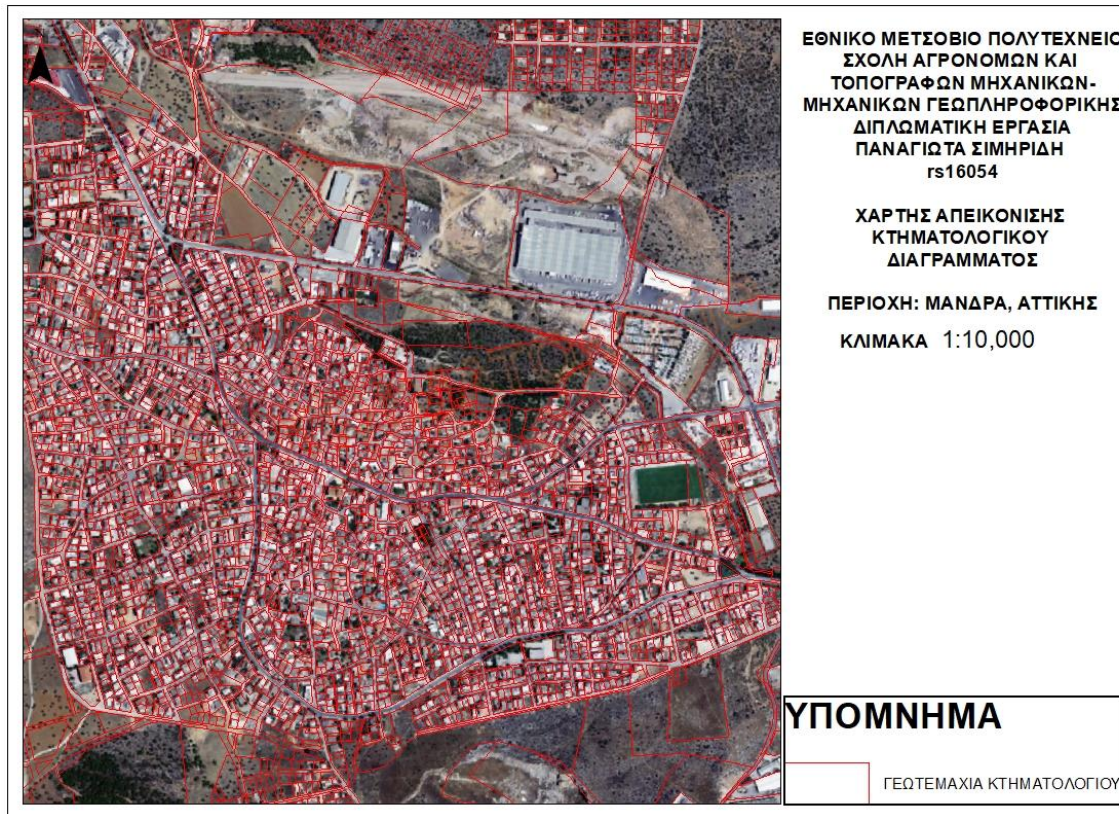 ΕΘΝΙΚΟ ΜΕΤΣΟΒΙΟ ΠΟΛΥΤΕΧΝΕΙΟ
ΣΧΟΛΗ ΑΓΡΟΝΟΜΩΝ ΚΑΙ
ΤΟΠΟΓΡΑΦΩΝ ΜΗΧΑΝΙΚΩΝ-
ΜΗΧΑΝΙΚΩΝ ΓΕΩΠΛΗΡΟΦΟΡΙΚΗΣ
ΔΙΠΛΩΜΑΤΙΚΗ ΕΡΓΑΣΙΑ
ΠΑΝΑΓΙΩΤΑ ΣΙΜΗΡΙΔΗ
rs16054
ΧΑΡΤΗΣ ΑΠΕΙΚΟΝΙΣΗΣ
ΚΤΗΜΑΤΟΛΟΓΙΚΟΥ
ΔΙΑΓΡΑΜΜΑΤΟΣ
ΠΕΡΙΟΧΗ: ΜΑΝΔΡΑ, ΑΤΤΙΚΗΣ
ΚΛΙΜΑΚΑ 1:10,000
ΥΠΟΜΝΗΜΑ
ΓΕΩΤΕΜΑΧΙΑ ΚΤΗΜΑΤΟΛΟΓΙΟΥ